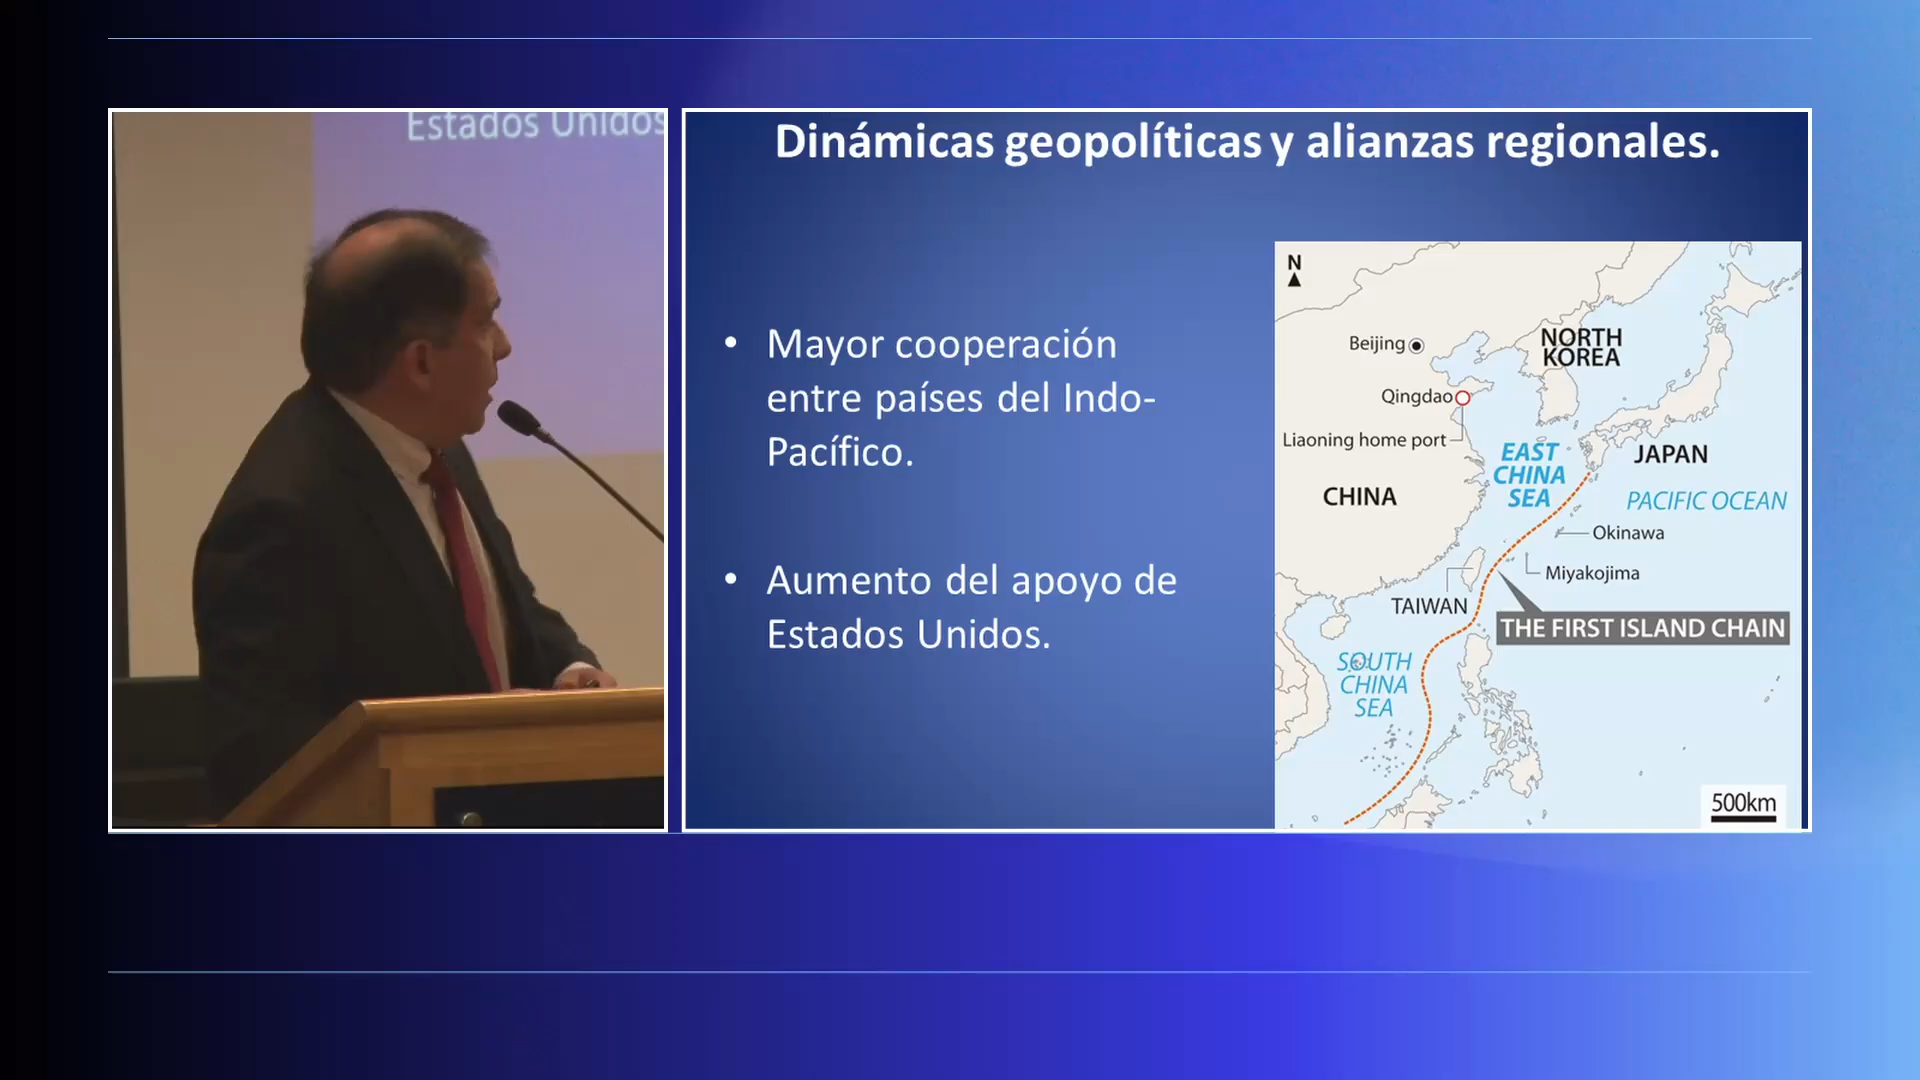 Estados Unidos
Dinámicas geopolíticas y alianzas regionales.
• Mayor cooperación
entre países del Indo-
Pacífico.
• Aumento del apoyo de
Estados Unidos.
N
Beijing
NORTH
KOREA
Qingdao
Liaoning home port
EAST
CHINA
SEA
JAPAN
CHINA
PACIFIC OCEAN
Okinawa
Miyakojima
TAIWAN
THE FIRST ISLAND CHAIN
SOUTH
CHINA
SEA
500km